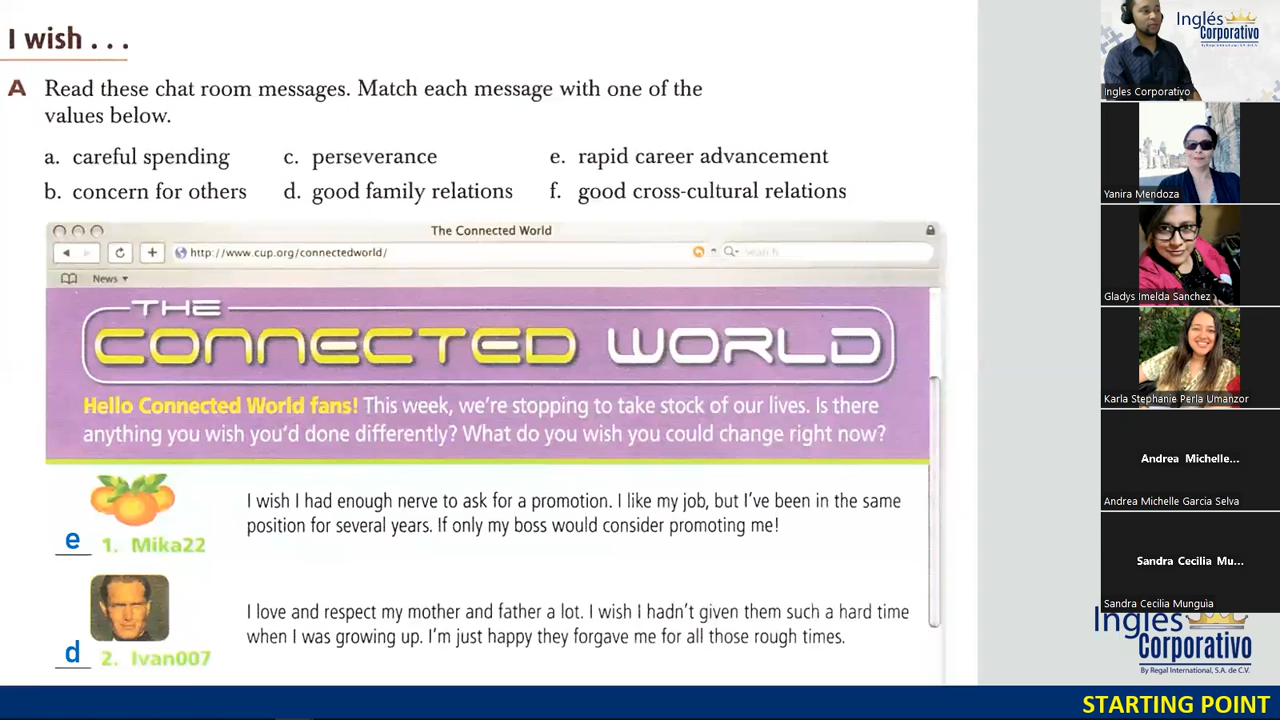 I wish . . .
A Read these chat room messages. Match each message with one of the
values below.
a. careful spending
c. perseverance
e. rapid career advancement
b. concern for others
d. good family relations
f. good cross-cultural relations
The Connected World
http://www.cup.org/connectedworld/
News
THE
CONNECTED WORLD
Hello Connected World fans! This week, we're stopping to take stock of our lives. Is there
anything you wish you'd done differently? What do you wish you could change right now?
I wish I had enough nerve to ask for a promotion. I like my job, but I've been in the same
position for several years. If only my boss would consider promoting me!
e 1. Mika22
I love and respect my mother and father a lot. I wish I hadn't given them such a hard time
when I was growing up. I'm just happy they forgave me for all those rough times.
d 2. Ivan007
Inglés
Corporativo
By Regal International, S.A. de C.V.
Ingles Corporativo
Yanira Mendoza
Gladys Imelda Sanchez
Karla Stephanie Perla Umanzor
Andrea Michelle...
Andrea Michelle Garcia Selva
Sandra Cecilia Mu...
Sandra Cecilia Munguia
Inglés
Corporativo
By Regal International, S.A. de C.V.
STARTING POINT